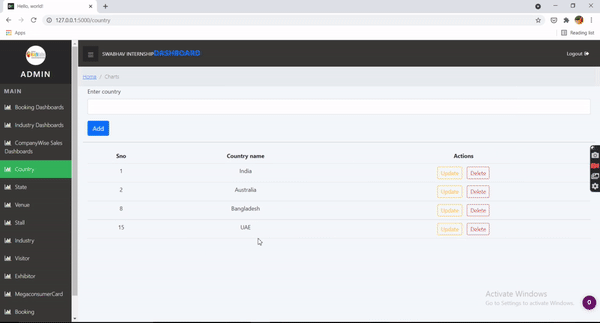 Hello, world!
127.0.0.1:5000/country
Apps
Reading list
ADMIN
SWABHAV INTERNSHIP DASHBOARD
Logout
MAIN
Booking Dashboards
Industry Dashboards
CompanyWise Sales
Dashboards
Country
State
Venue
Stall
Industry
Visitor
Exhibitor
MegaconsumerCard
Booking
Home / Charts
Enter country
Add
Sno Country name Actions
1 India Update Delete
2 Australia Update Delete
8 Bangladesh Update Delete
15 UAE Update Delete
Activate Windows
Go to Settings to activate Windows.
0